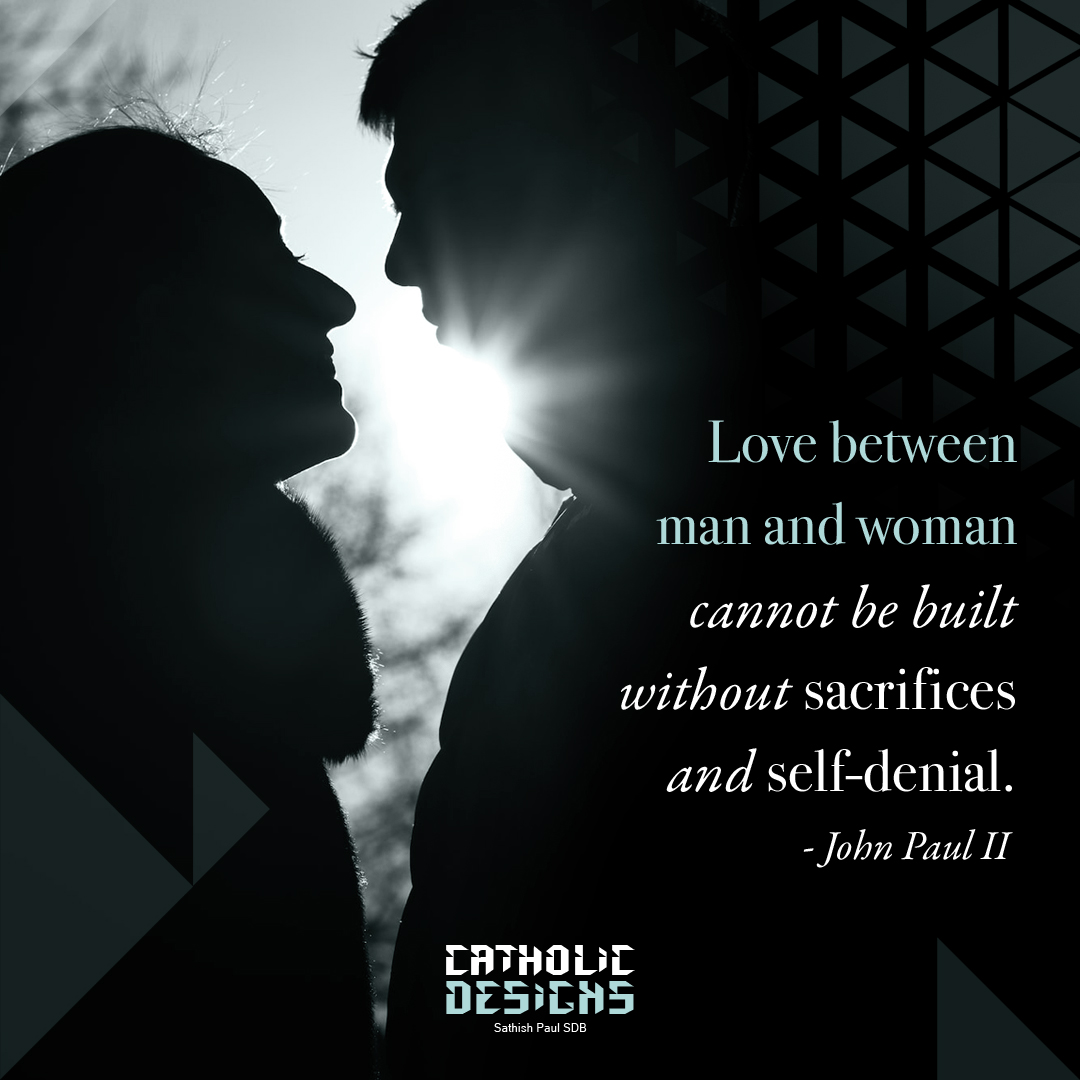 Love between
man and woman
cannot be built
without sacrifices
and self-denial.
- John Paul II
CATHOLIC
DESIGNS
Sathish Paul SDB